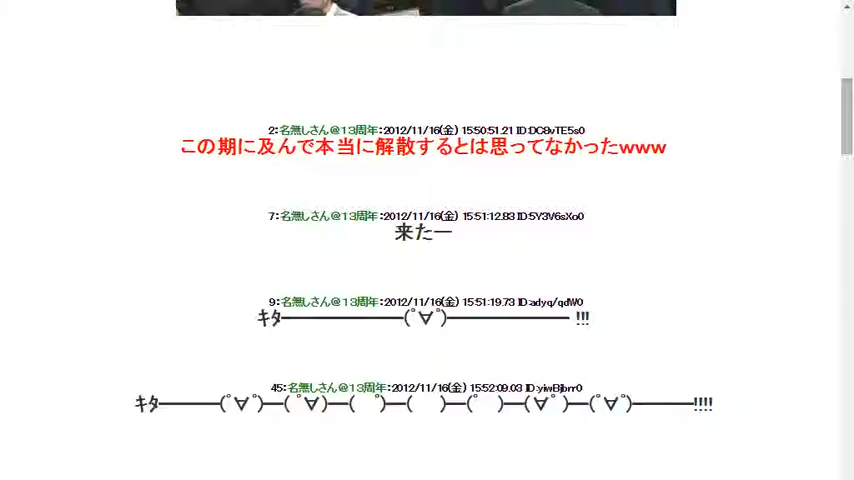 2:名無しさん@13周年:2012/11/16(金) 15:50:51.21 ID:DC8vTE5s0
この期に及んで本当に解散するとは思ってなかったwww
7:名無しさん@13周年:2012/11/16(金) 15:51:12.83 ID:5Y3V6sXo0
来たー
9:名無しさん@13周年:2012/11/16(金) 15:51:19.73 ID:adyq/qdW0
ｷﾀ━━━━━━(ﾟ∀ﾟ)━━━━━━ !!!
45:名無しさん@13周年:2012/11/16(金) 15:52:09.03 ID:yiwBjbrr0
ｷﾀ━━━(ﾟ∀ﾟ)━(　ﾟ∀)━(　　ﾟ)━(　　)━(ﾟ　　)━(∀ﾟ　)━(ﾟ∀ﾟ)━━━!!!!